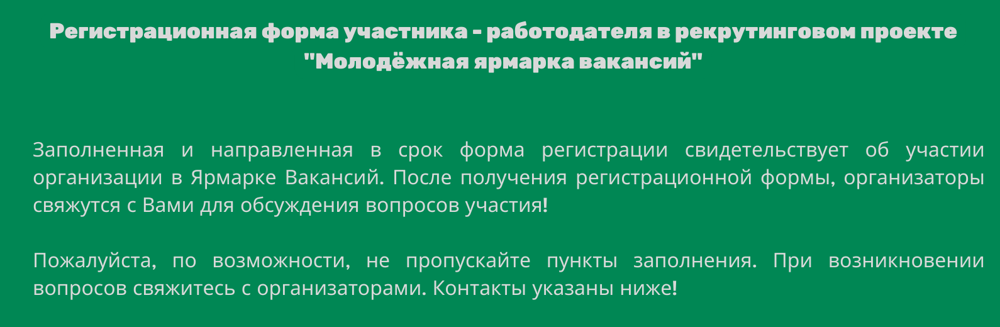 Регистрационная форма участника - работодателя в рекрутинговом проекте
"Молодёжная ярмарка вакансий"
Заполненная и направленная в срок форма регистрации свидетельствует об участии
организации в Ярмарке Вакансий. После получения регистрационной формы, организаторы
свяжутся с Вами для обсуждения вопросов участия!
Пожалуйста, по возможности, не пропускайте пункты заполнения. При возникновении
вопросов свяжитесь с организаторами. Контакты указаны ниже!